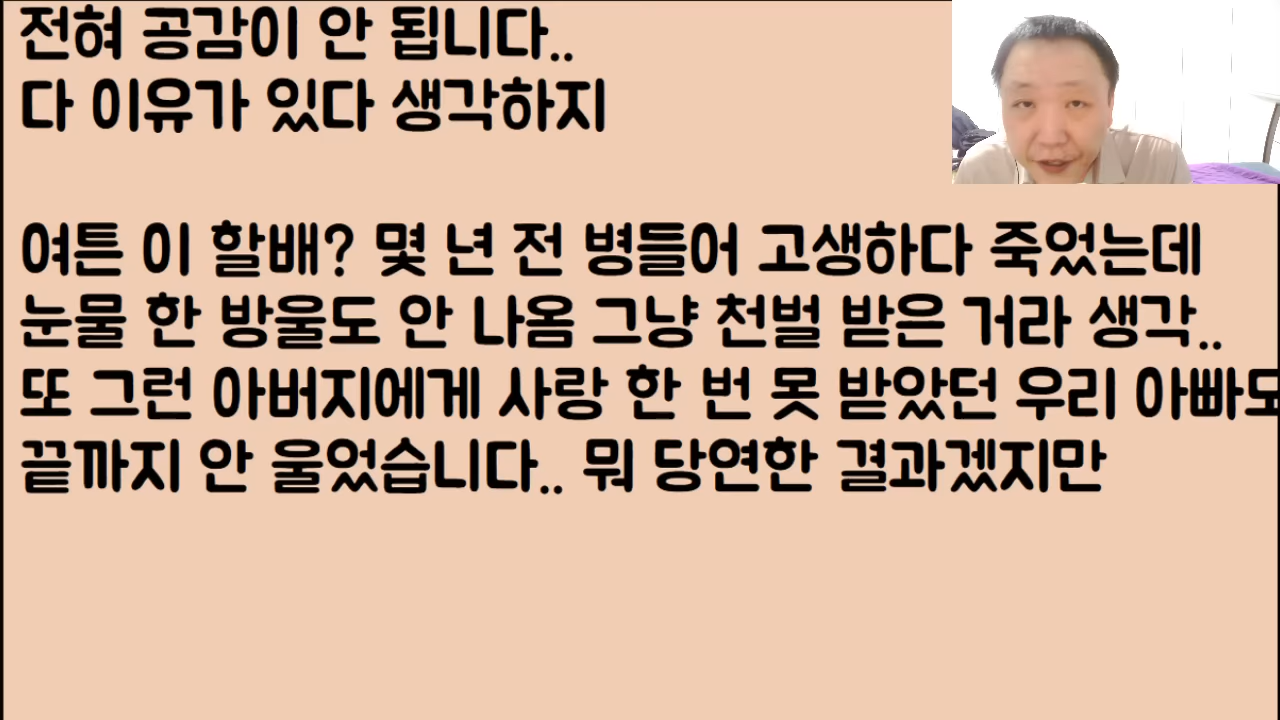 전혀 공감이 안 됩니다..
다 이유가 있다 생각하지
여튼 이 할배? 몇 년 전 병들어 고생하다 죽었는데
눈물 한 방울도 안 나옴 그냥 천벌 받은 거라 생각..
또 그런 아버지에게 사랑 한 번 못 받았던 우리 아빠도
끝까지 안 울었습니다.. 뭐 당연한 결과겠지만